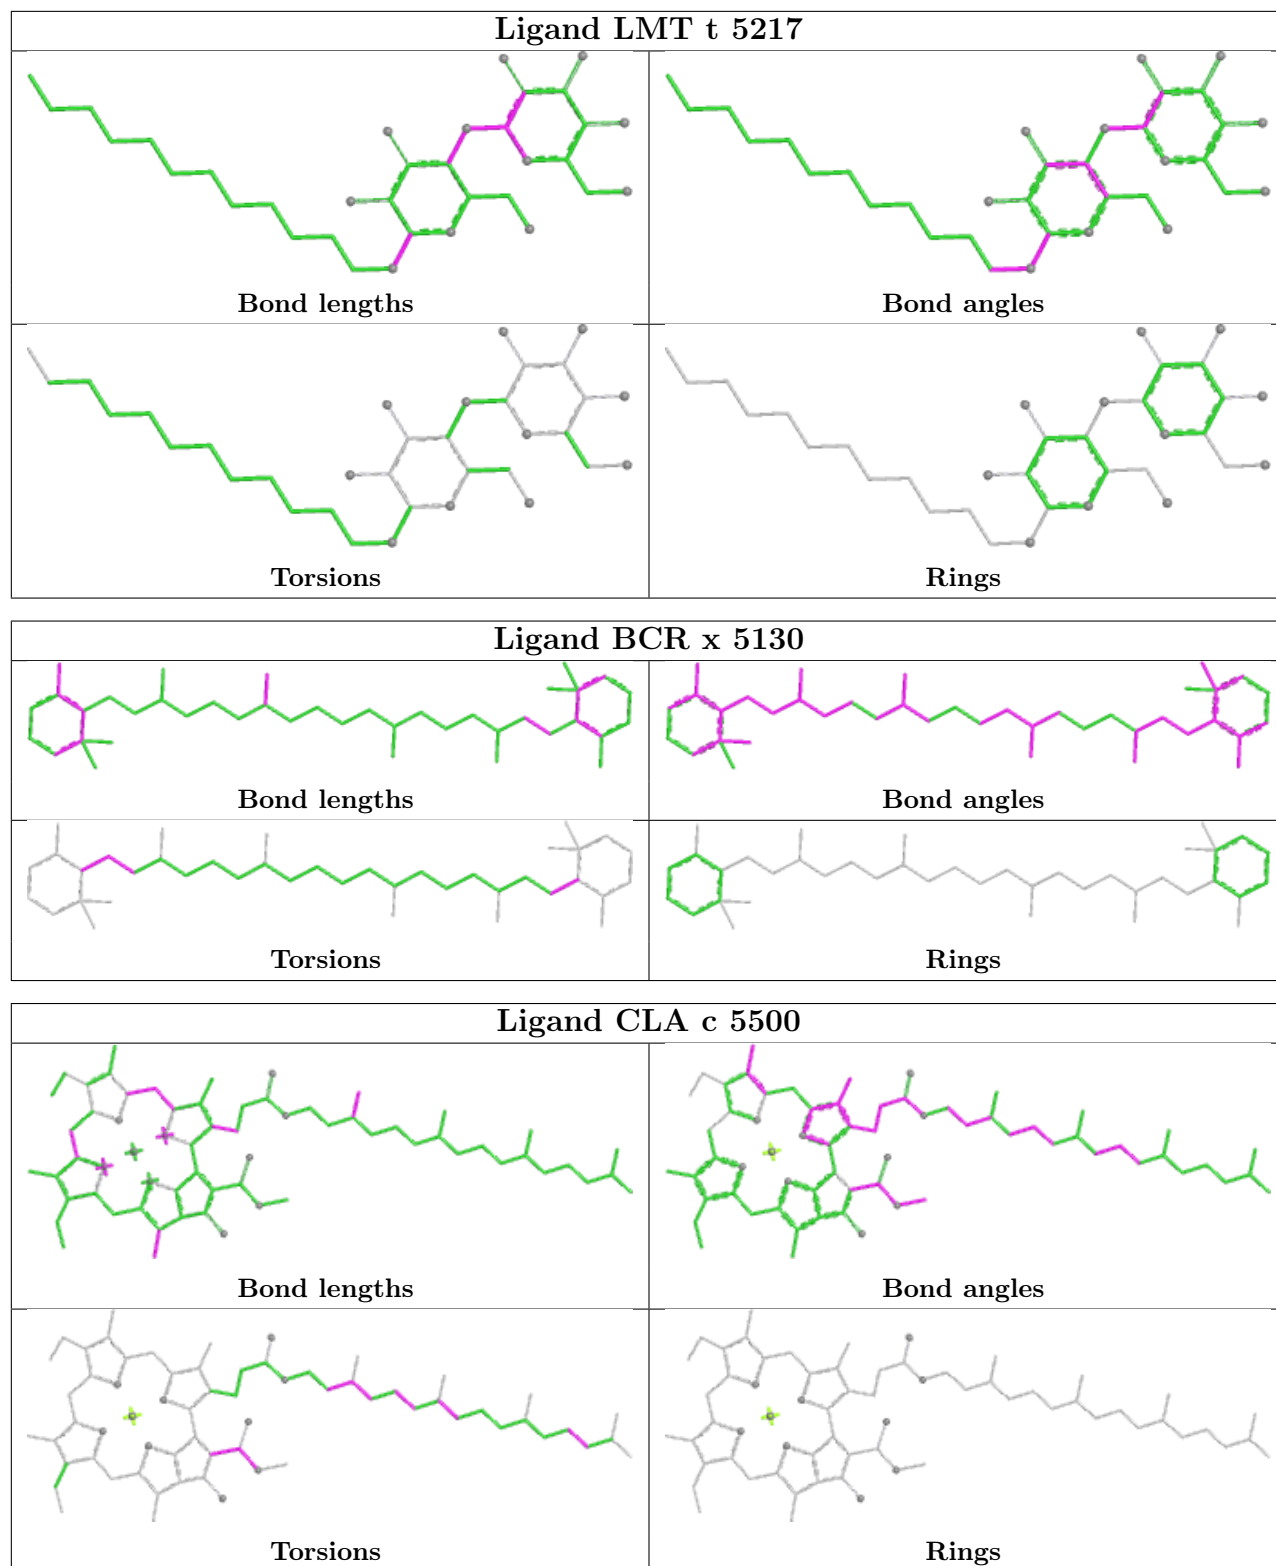 Ligand LMT t 5217
Bond lengths Bond angles
Torsions Rings
Ligand BCR x 5130
Bond lengths Bond angles
Torsions Rings
Ligand CLA c 5500
Bond lengths Bond angles
Torsions Rings